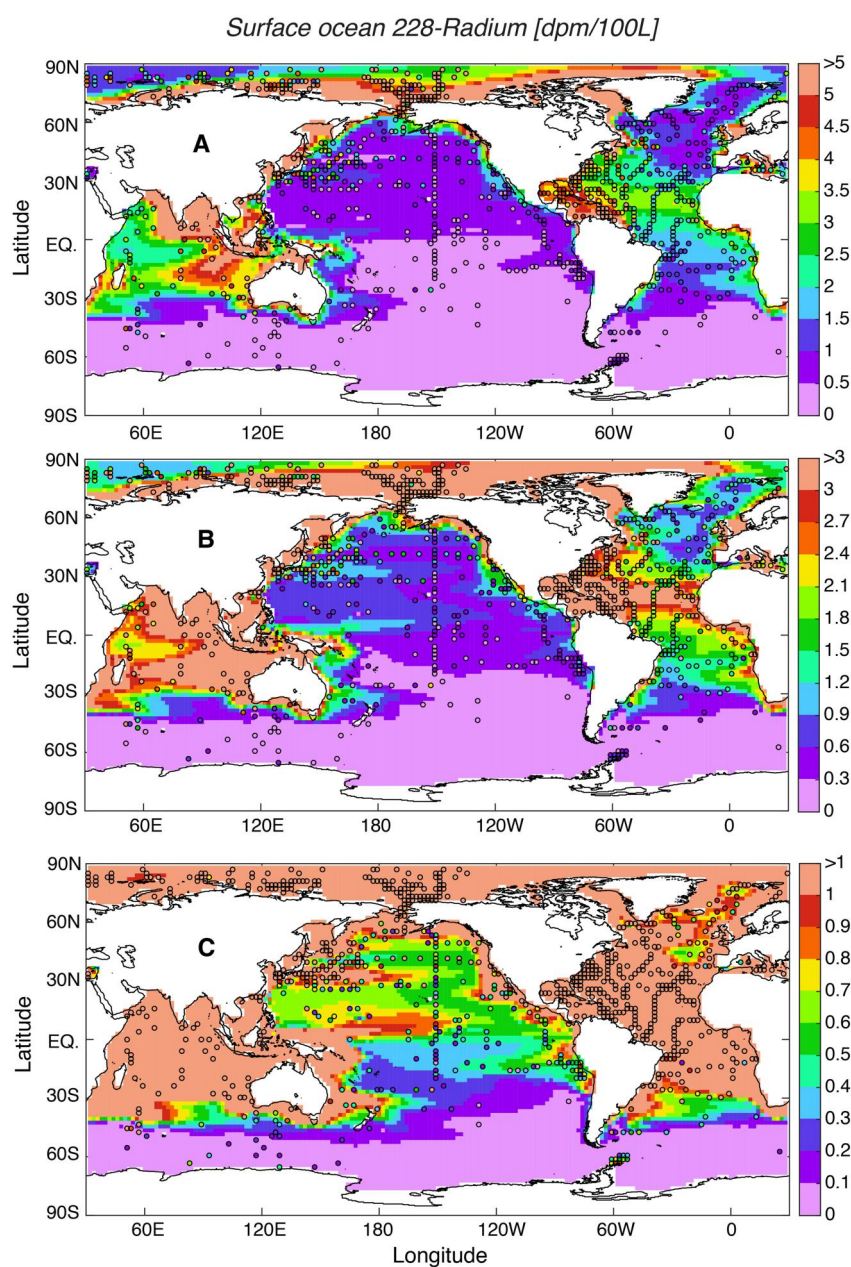 Surface ocean 228-Radium [dpm/100L]
90N
60N
30N
EQ.
30S
60S
90S
Latitude
A
60E
120E
180
120W
60W
0
>5
5
4.5
4
3.5
3
2.5
2
1.5
1
0.5
0
90N
60N
30N
EQ.
30S
60S
90S
Latitude
B
60E
120E
180
120W
60W
0
>3
3
2.7
2.4
2.1
1.8
1.5
1.2
0.9
0.6
0.3
0
90N
60N
30N
EQ.
30S
60S
90S
Latitude
C
60E
120E
180
120W
60W
0
Longitude
>1
1
0.9
0.8
0.7
0.6
0.5
0.4
0.3
0.2
0.1
0